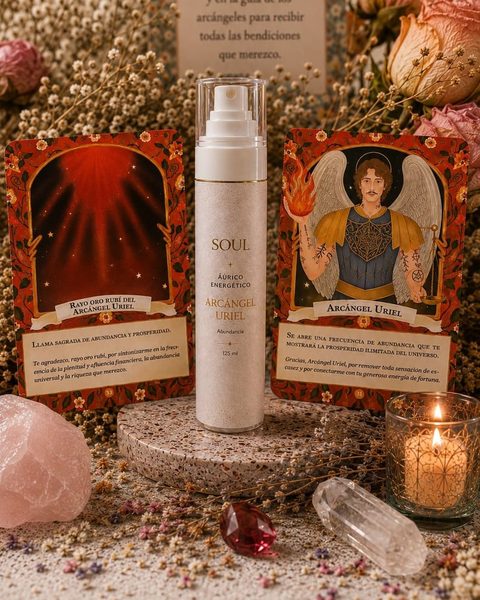 y en la guía de los
arcángeles para recibir
todas las bendiciones
que merezco.
SOUL
ÁURICO
ENERGÉTICO
ARCÁNGEL
URIEL
Abundancia
125 ml
RAYO ORO RUBÍ DEL
ARCÁNGEL URIEL
LLAMA SAGRADA DE ABUNDANCIA Y PROSPERIDAD.
Te agradezco, rayo oro rubí, por sintonizarme en la frecuencia
de la plenitud y afluencia financiera, la abundancia
universal y la riqueza que merezco.
ARCÁNGEL URIEL
SE ABRE UNA FRECUENCIA DE ABUNDANCIA QUE TE
MOSTRARÁ LA PROSPERIDAD ILIMITADA DEL UNIVERSO.
Gracias, Arcángel Uriel, por remover toda sensación de es-
casez y por conectarme con tu generosa energía de fortuna.